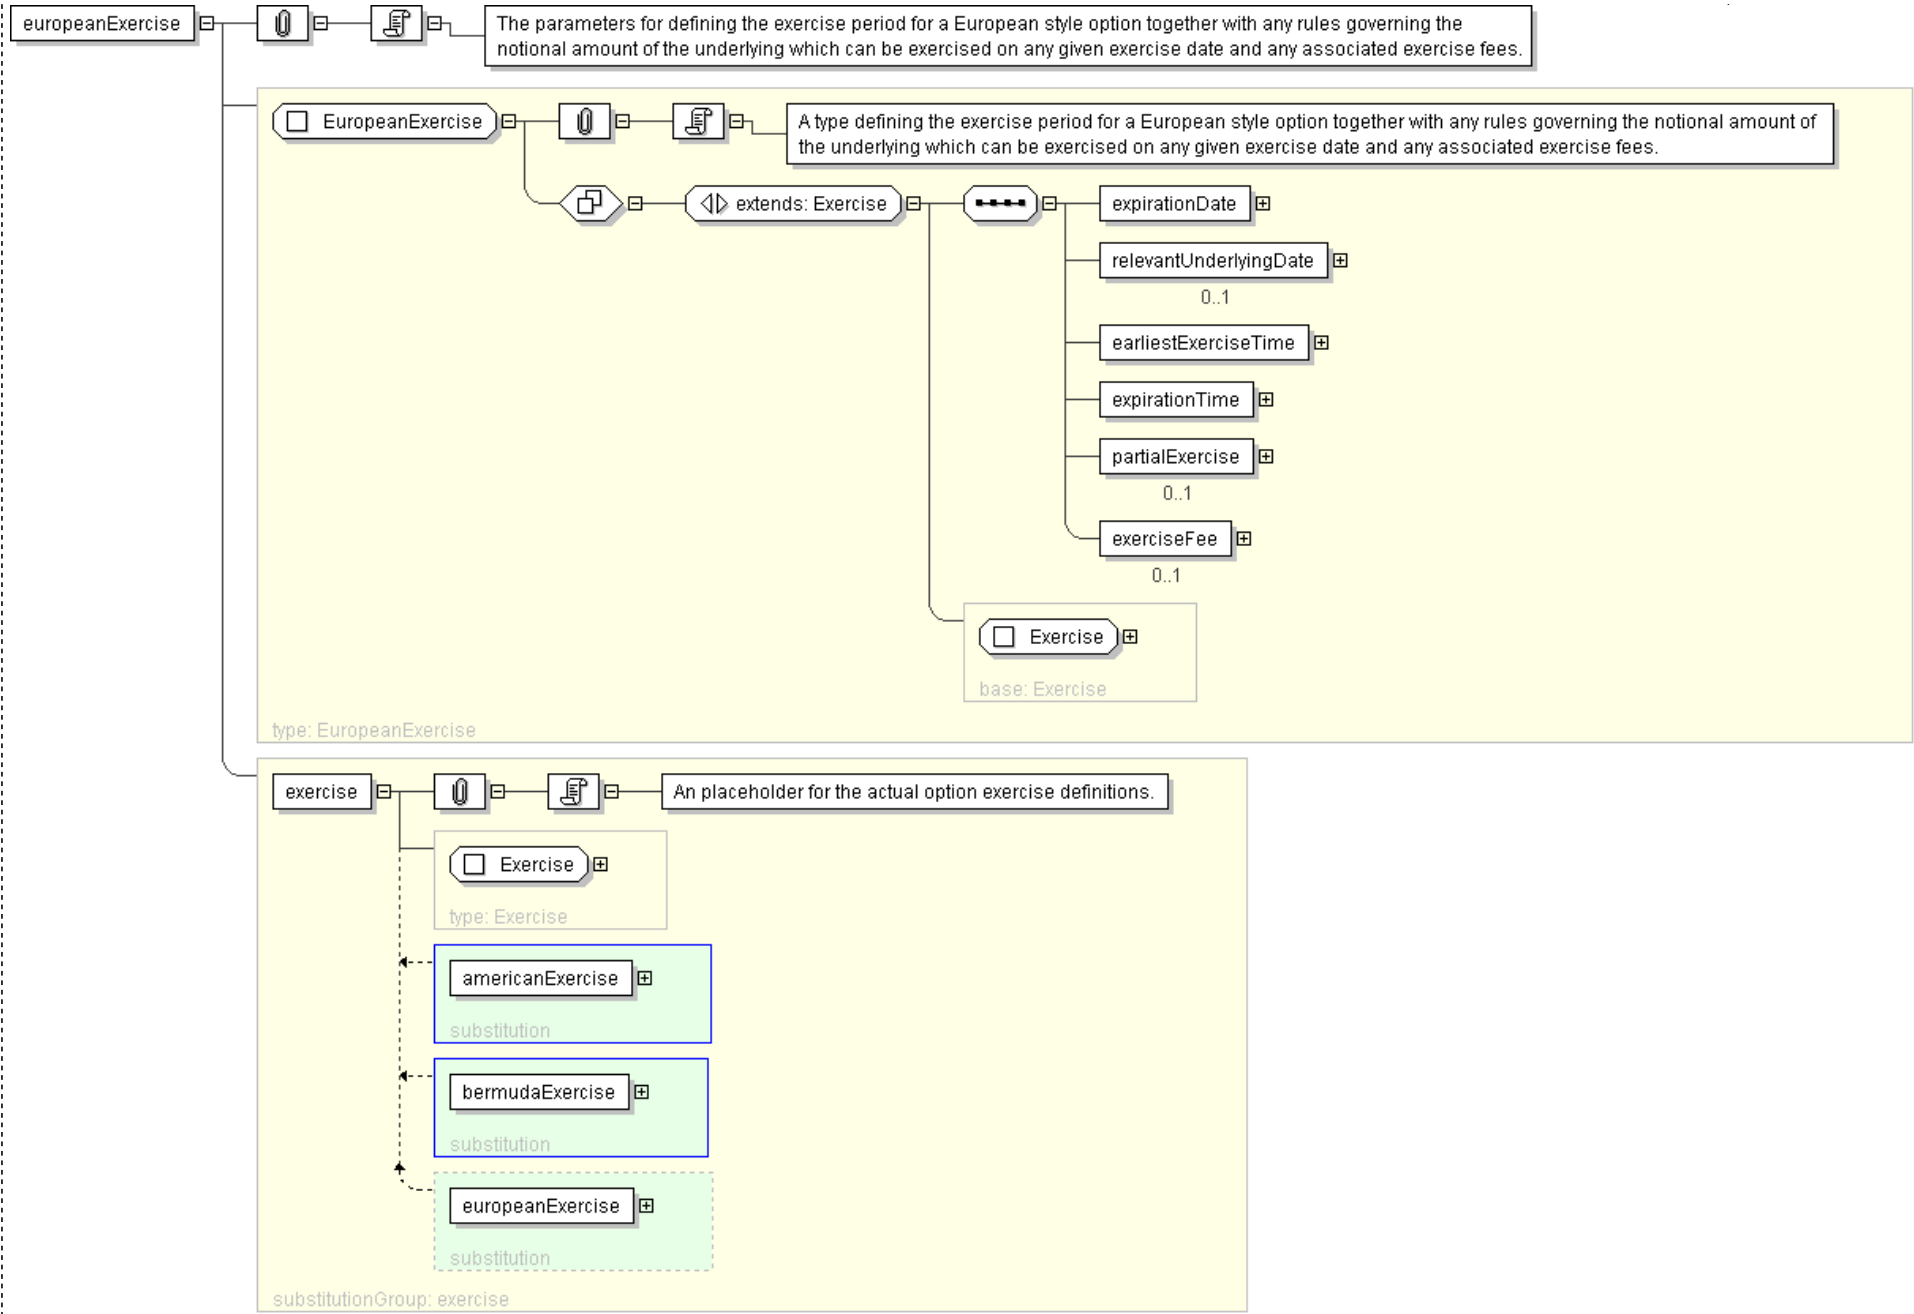 europeanExercise
The parameters for defining the exercise period for a European style option together with any rules governing the
notional amount of the underlying which can be exercised on any given exercise date and any associated exercise fees.
EuropeanExercise
A type defining the exercise period for a European style option together with any rules governing the notional amount of
the underlying which can be exercised on any given exercise date and any associated exercise fees.
extends: Exercise
expirationDate
relevantUnderlyingDate
0..1
earliestExerciseTime
expirationTime
partialExercise
0..1
exerciseFee
0..1
Exercise
base: Exercise
type: EuropeanExercise
exercise
An placeholder for the actual option exercise definitions.
Exercise
type: Exercise
americanExercise
substitution
bermudaExercise
substitution
europeanExercise
substitution
substitutionGroup: exercise